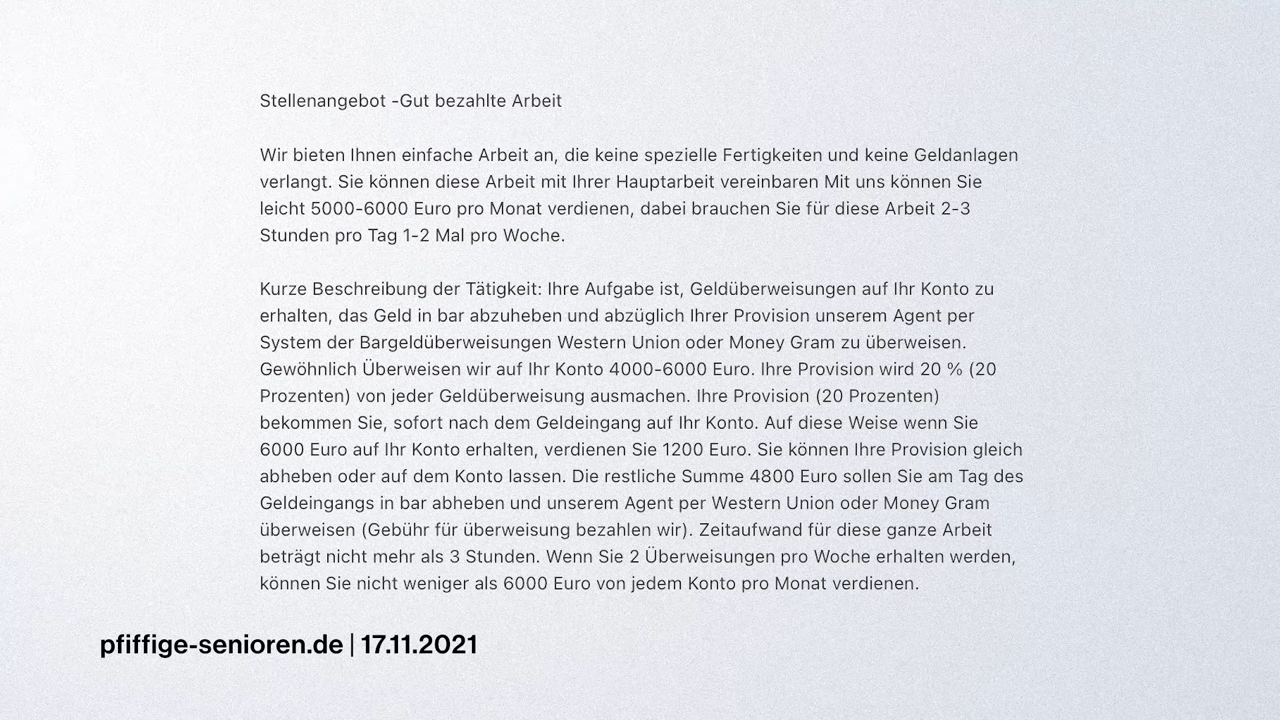 Stellenangebot -Gut bezahlte Arbeit
Wir bieten Ihnen einfache Arbeit an, die keine spezielle Fertigkeiten und keine Geldanlagen
verlangt. Sie können diese Arbeit mit Ihrer Hauptarbeit vereinbaren Mit uns können Sie
leicht 5000-6000 Euro pro Monat verdienen, dabei brauchen Sie für diese Arbeit 2-3
Stunden pro Tag 1-2 Mal pro Woche.
Kurze Beschreibung der Tätigkeit: Ihre Aufgabe ist, Geldüberweisungen auf Ihr Konto zu
erhalten, das Geld in bar abzuheben und abzüglich Ihrer Provision unserem Agent per
System der Bargeldüberweisungen Western Union oder Money Gram zu überweisen.
Gewöhnlich Überweisen wir auf Ihr Konto 4000-6000 Euro. Ihre Provision wird 20 % (20
Prozenten) von jeder Geldüberweisung ausmachen. Ihre Provision (20 Prozenten)
bekommen Sie, sofort nach dem Geldeingang auf Ihr Konto. Auf diese Weise wenn Sie
6000 Euro auf Ihr Konto erhalten, verdienen Sie 1200 Euro. Sie können Ihre Provision gleich
abheben oder auf dem Konto lassen. Die restliche Summe 4800 Euro sollen Sie am Tag des
Geldeingangs in bar abheben und unserem Agent per Western Union oder Money Gram
überweisen (Gebühr für überweisung bezahlen wir). Zeitaufwand für diese ganze Arbeit
beträgt nicht mehr als 3 Stunden. Wenn Sie 2 Überweisungen pro Woche erhalten werden,
können Sie nicht weniger als 6000 Euro von jedem Konto pro Monat verdienen.
pfiffige-senioren.de | 17.11.2021